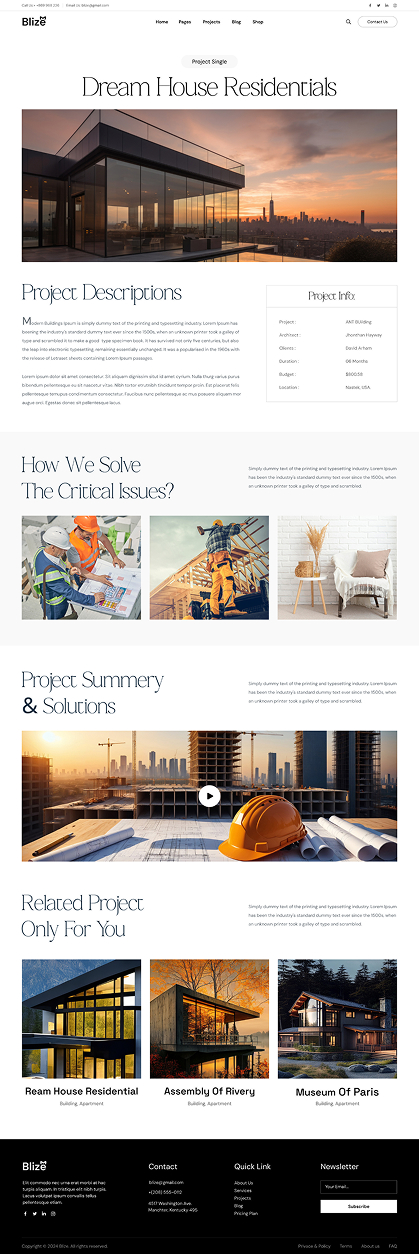 Call Us : +888 909 235 Email Us: blize@gmail.com
Blize
Home Pages Projects Blog Shop
Contact Us
Project Single
Dream House Residentials
Project Descriptions
Modern Buildings Ipsum is simply dummy text of the printing and typesetting industry. Lorem Ipsum has
beening the industry's standard dummy text ever since the 1500s, when an unknown printer took a galley of
type and scrambled it to make a good type specimen book. It has survived not only five centuries, but also
the leap into electronic typesetting, remaining essentially unchanged. It was a popularised in the 1960s with
the release of Letraset sheets containing Lorem Ipsum passages.
Lorem ipsum dolor sit amet consectetur. Sit aliquam dignissim situt id amet cynium. Nulla thung varius purus
bibendum pellentesque eu sit nascetur vitae. Nibh tortor etrutnibh tincidunt tempor proin. Est placerat felis
pellentesque tempus cond mentum consectetur. Faucibus nunc pellentesque ac mus posuere aliquam mor
augue orci. Egestas donec sit pellentesque lacus.
Project Info:
Project : ANT Building
Architect : Jhonthan Hayway
Clients : David Arham
Duration : 06 Months
Budget : $500.59
Location : Naslek, USA.
How We Solve
The Critical Issues?
Simply dummy text of the printing and typesetting industry. Lorem Ipsum
has been the industry's standard dummy text ever since the 1500s, when
an unknown printer took a galley of type and scrambled.
Project Summery
& Solutions
Simply dummy text of the printing and typesetting industry. Lorem Ipsum
has been the industry's standard dummy text ever since the 1500s, when
an unknown printer took a galley of type and scrambled.
Related Project
Only For You
Simply dummy text of the printing and typesetting industry. Lorem Ipsum
has been the industry's standard dummy text ever since the 1500s, when
an unknown printer took a galley of type and scrambled.
Ream House Residential
Building, Apartment
Assembly Of Rivery
Building, Apartment
Museum Of Paris
Building, Apartment
Blize
Elit commodo nec urna erat morbi at hac
turpis aliquam. In tristique elit nibh turpis.
Lacus volutpat ipsum convallis tellus
pellentesque etiam.
Contact
blize@gmail.com
+(208) 555-0112
4517 Washington Ave.
Manchter, Kentucky 495
Quick Link
About Us
Services
Projects
Blog
Pricing Plan
Newsletter
Your Email...
Subscribe
Copyright © 2024 Blize. All rights reserved.
Privacy & Policy Terms About us FAQ